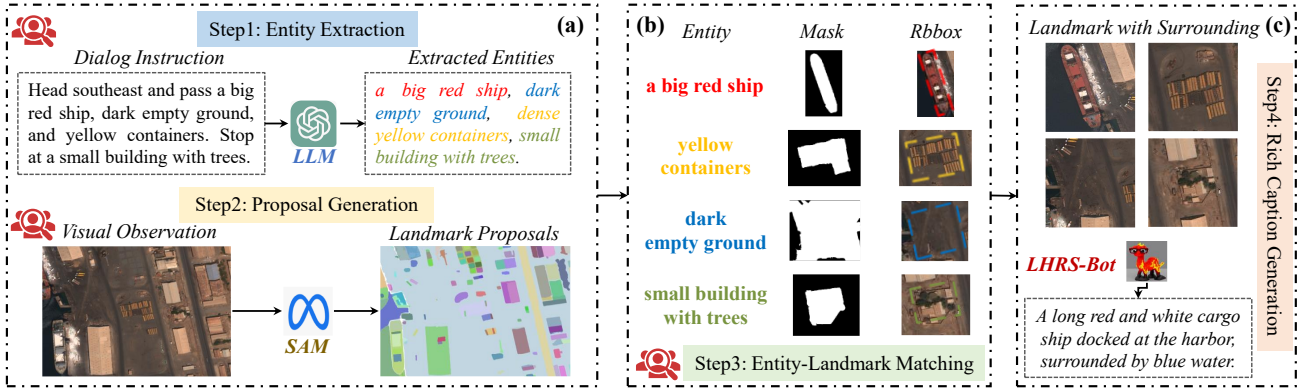 Step1: Entity Extraction
(a)
Dialog Instruction
Extracted Entities
Head southeast and pass a big
red ship, dark empty ground,
and yellow containers. Stop
at a small building with trees.
LLM
a big red ship, dark
empty ground, dense
yellow containers, small
building with trees.
Step2: Proposal Generation
Visual Observation
Landmark Proposals
SAM
(b)
Entity
Mask
Rbbox
a big red ship
yellow
containers
dark
empty ground
small building
with trees
Step3: Entity-Landmark Matching
Landmark with Surrounding
(c)
Step4: Rich Caption Generation
LHRS-Bot
A long red and white cargo
ship docked at the harbor,
surrounded by blue water.